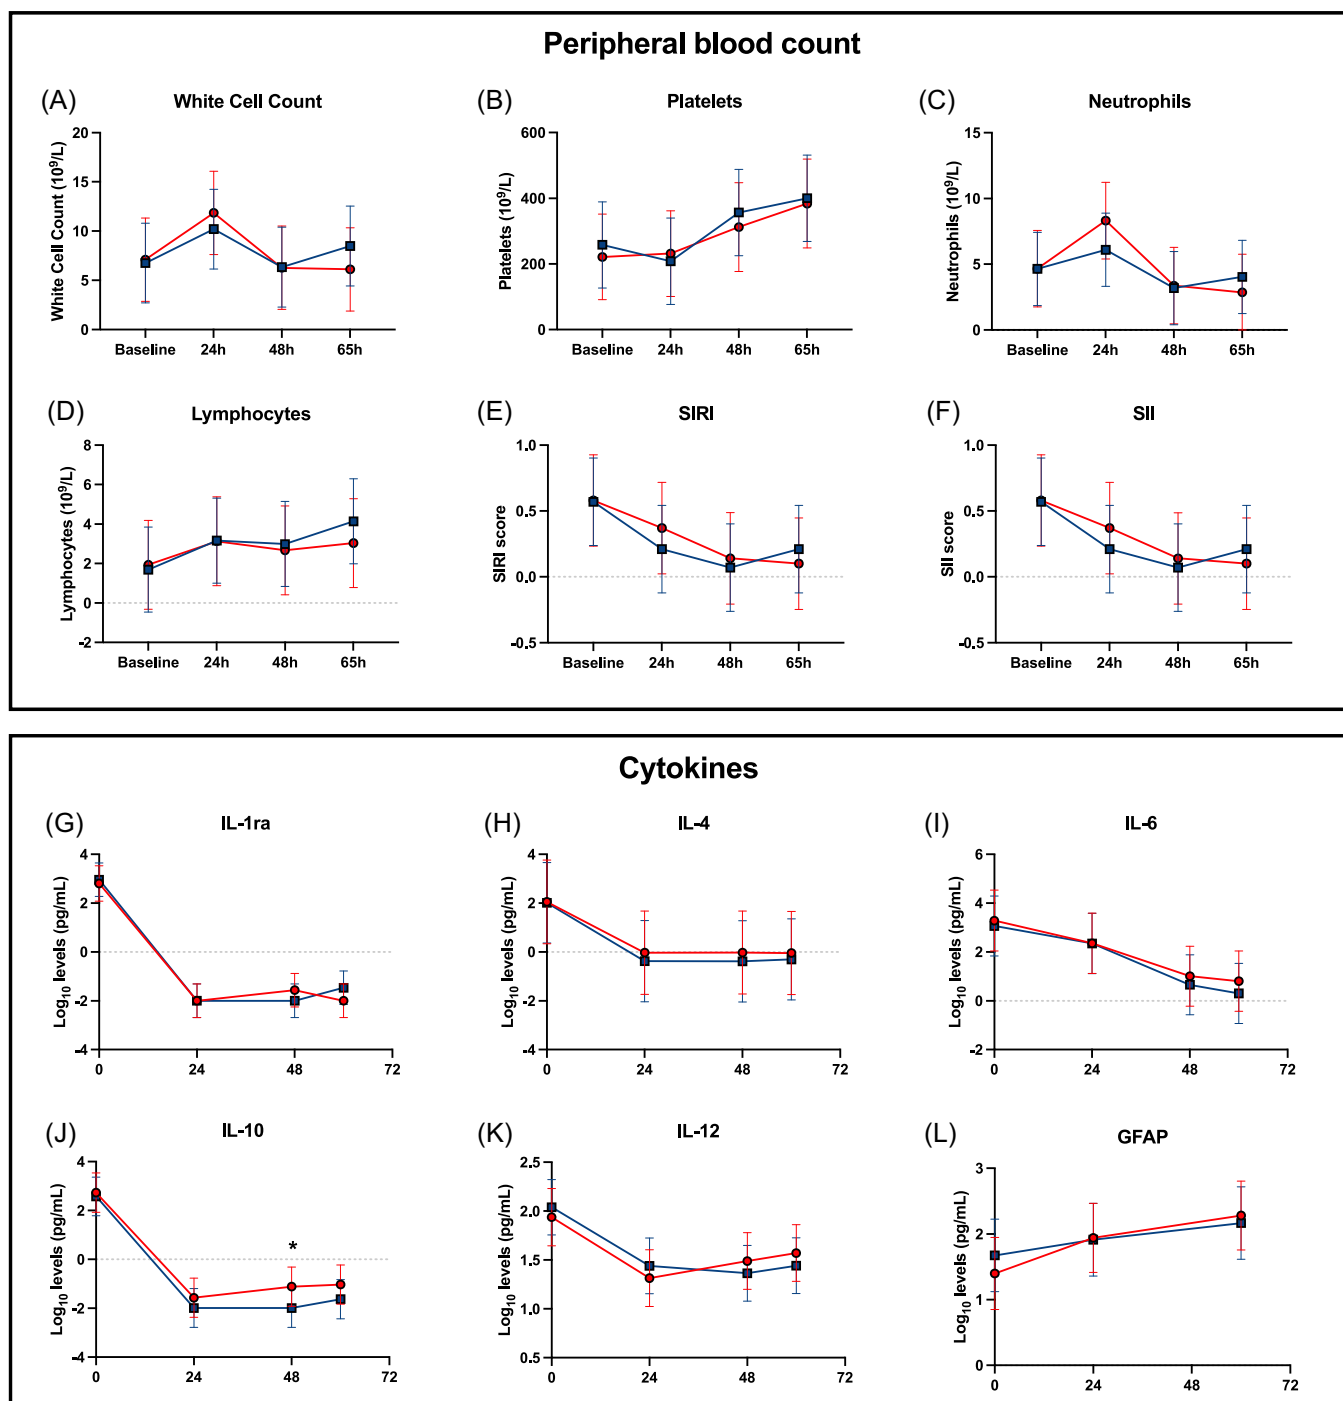 Peripheral blood count
(A) White Cell Count
White Cell Count (10⁹/L)
20
15
10
5
0
Baseline 24h 48h 65h
(B) Platelets
Platelets (10⁹/L)
600
400
200
0
Baseline 24h 48h 65h
(C) Neutrophils
Neutrophils (10⁹/L)
15
10
5
0
Baseline 24h 48h 65h
(D) Lymphocytes
Lymphocytes (10⁹/L)
8
6
4
2
0
-2
Baseline 24h 48h 65h
(E) SIRI
SIRI score
1.0
0.5
0.0
-0.5
Baseline 24h 48h 65h
(F) SII
SII score
1.0
0.5
0.0
-0.5
Baseline 24h 48h 65h
Cytokines
(G) IL-1ra
Log₁₀ levels (pg/mL)
4
2
0
-2
-4
0 24 48 72
(H) IL-4
Log₁₀ levels (pg/mL)
4
2
0
-2
-4
0 24 48 72
(I) IL-6
Log₁₀ levels (pg/mL)
6
4
2
0
-2
0 24 48 72
(J) IL-10
Log₁₀ levels (pg/mL)
4
2
0
-2
-4
*
0 24 48 72
(K) IL-12
Log₁₀ levels (pg/mL)
2.5
2.0
1.5
1.0
0.5
0 24 48 72
(L) GFAP
Log₁₀ levels (pg/mL)
3
2
1
0
0 24 48 72